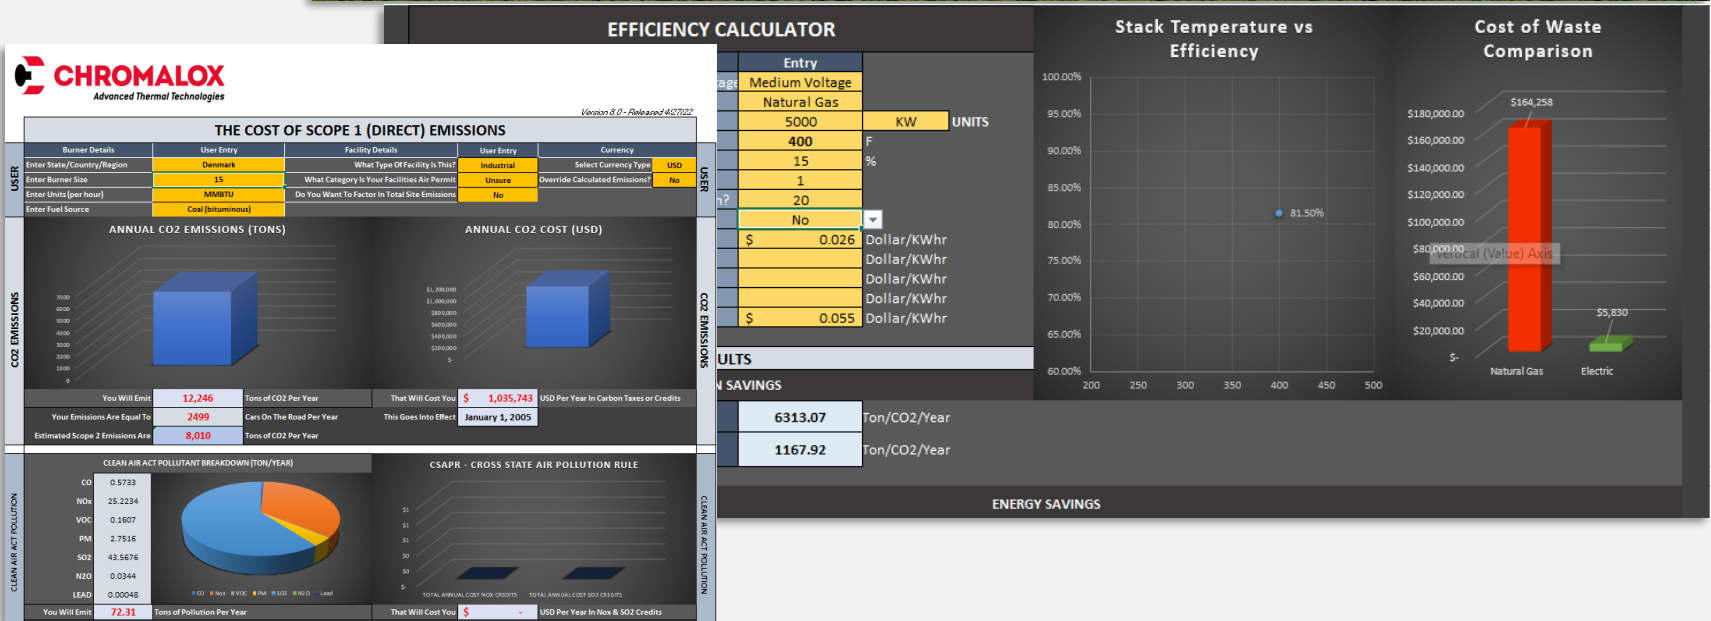 EFFICIENCY CALCULATOR
Entry
Medium Voltage
Natural Gas
5000 KW UNITS
400 F
15 %
1
20
No
$ 0.026 Dollar/KWhr
Dollar/KWhr
Dollar/KWhr
Dollar/KWhr
$ 0.055 Dollar/KWhr
ULTS
N SAVINGS
6313.07 Ton/CO2/Year
1167.92 Ton/CO2/Year
ENERGY SAVINGS
Stack Temperature vs
Efficiency
100.00%
95.00%
90.00%
85.00%
80.00%
75.00%
70.00%
65.00%
60.00%
81.50%
200 250 300 350 400 450 500
Cost of Waste
Comparison
$180,000.00
$160,000.00
$140,000.00
$120,000.00
$100,000.00
$80,000.00
$60,000.00
$40,000.00
$20,000.00
$-
$164,258
$5,830
Vertical (Value) Axis
Natural Gas Electric
CHROMALOX
Advanced Thermal Technologies
Version 8.0 - Released 4/27/22
THE COST OF SCOPE 1 (DIRECT) EMISSIONS
USER
Burner Details User Entry Facility Details User Entry Currency
Enter State/Country/Region Denmark What Type Of Facility Is This? Industrial Select Currency Type USD
Enter Burner Size 15 What Category Is Your Facilities Air Permit Unsure Override Calculated Emissions? No
Enter Units (per hour) MMBTU Do You Want To Factor In Total Site Emissions No
Enter Fuel Source Coal (bituminous)
USER
CO2 EMISSIONS
ANNUAL CO2 EMISSIONS (TONS)
7000
6000
5000
4000
3000
2000
1000
0
ANNUAL CO2 COST (USD)
$1,200,000
$1,000,000
$800,000
$600,000
$400,000
$200,000
$-
CO2 EMISSIONS
You Will Emit 12,246 Tons of CO2 Per Year That Will Cost You $ 1,035,743 USD Per Year In Carbon Taxes or Credits
Your Emissions Are Equal To 2499 Cars On The Road Per Year This Goes Into Effect January 1, 2005
Estimated Scope 2 Emissions Are 8,010 Tons of CO2 Per Year
CLEAN AIR ACT POLLUTION
CLEAN AIR ACT POLLUTANT BREAKDOWN (TON/YEAR)
CO 0.5733
NOx 25.2234
VOC 0.1607
PM 2.7516
SO2 43.5676
N2O 0.0344
LEAD 0.00048
CO Nox VOC PM SO2 N2O Lead
CSAPR - CROSS STATE AIR POLLUTION RULE
$1
$1
$1
$0
$0
$-
TOTAL ANNUAL COST NOX CREDITS TOTAL ANNUAL COST SO2 CREDITS
CLEAN AIR ACT POLLUTION
You Will Emit 72.31 Tons of Pollution Per Year That Will Cost You $ - USD Per Year In Nox & SO2 Credits